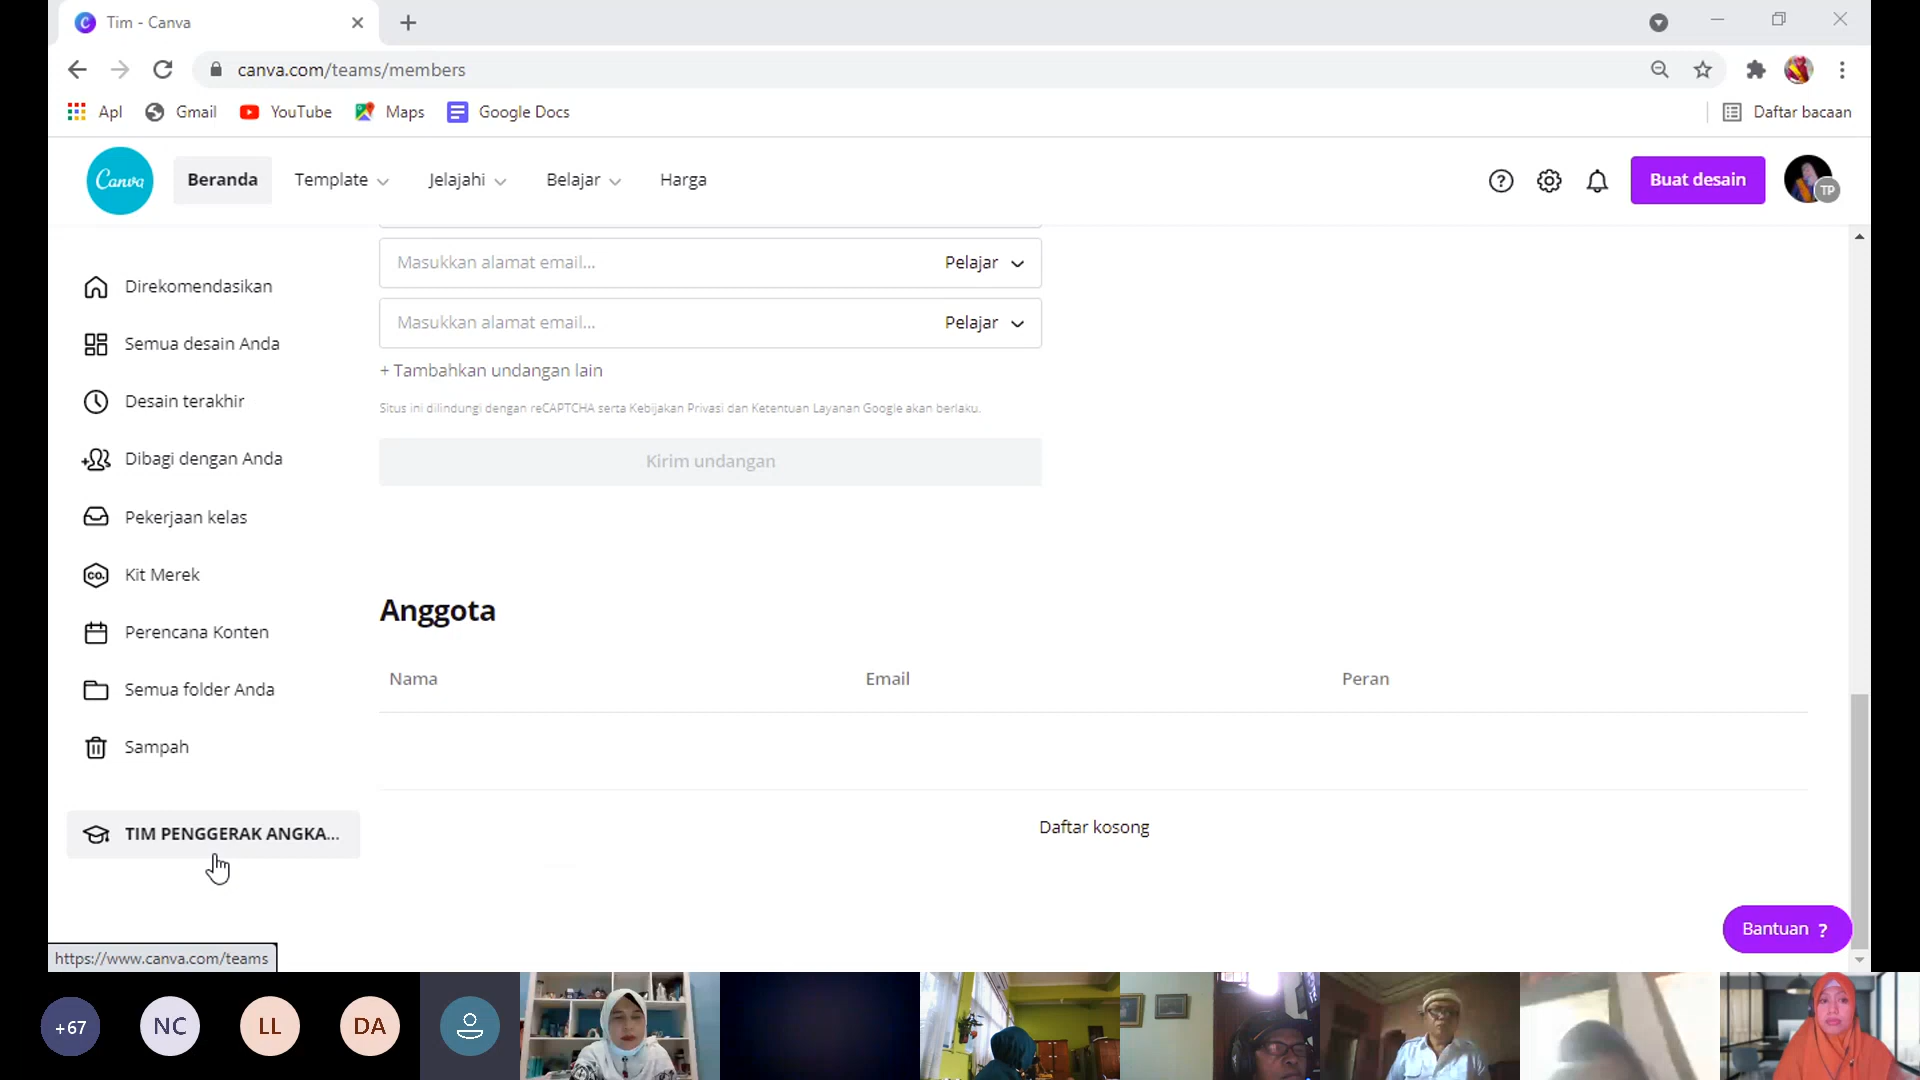 Tim - Canva
canva.com/teams/members
Apl Gmail YouTube Maps Google Docs Daftar bacaan
Canva Beranda Template Jelajahi Belajar Harga Buat desain TP
Masukkan alamat email... Pelajar
Direkomendasikan
Masukkan alamat email... Pelajar
Semua desain Anda
+ Tambahkan undangan lain
Desain terakhir
Situs ini dilindungi dengan reCAPTCHA serta Kebijakan Privasi dan Ketentuan Layanan Google akan berlaku.
Dibagi dengan Anda
Kirim undangan
Pekerjaan kelas
CO. Kit Merek
Anggota
Perencana Konten
Nama Email Peran
Semua folder Anda
Sampah
TIM PENGGERAK ANGKA...
Daftar kosong
Bantuan ?
https://www.canva.com/teams
+67 NC LL DA